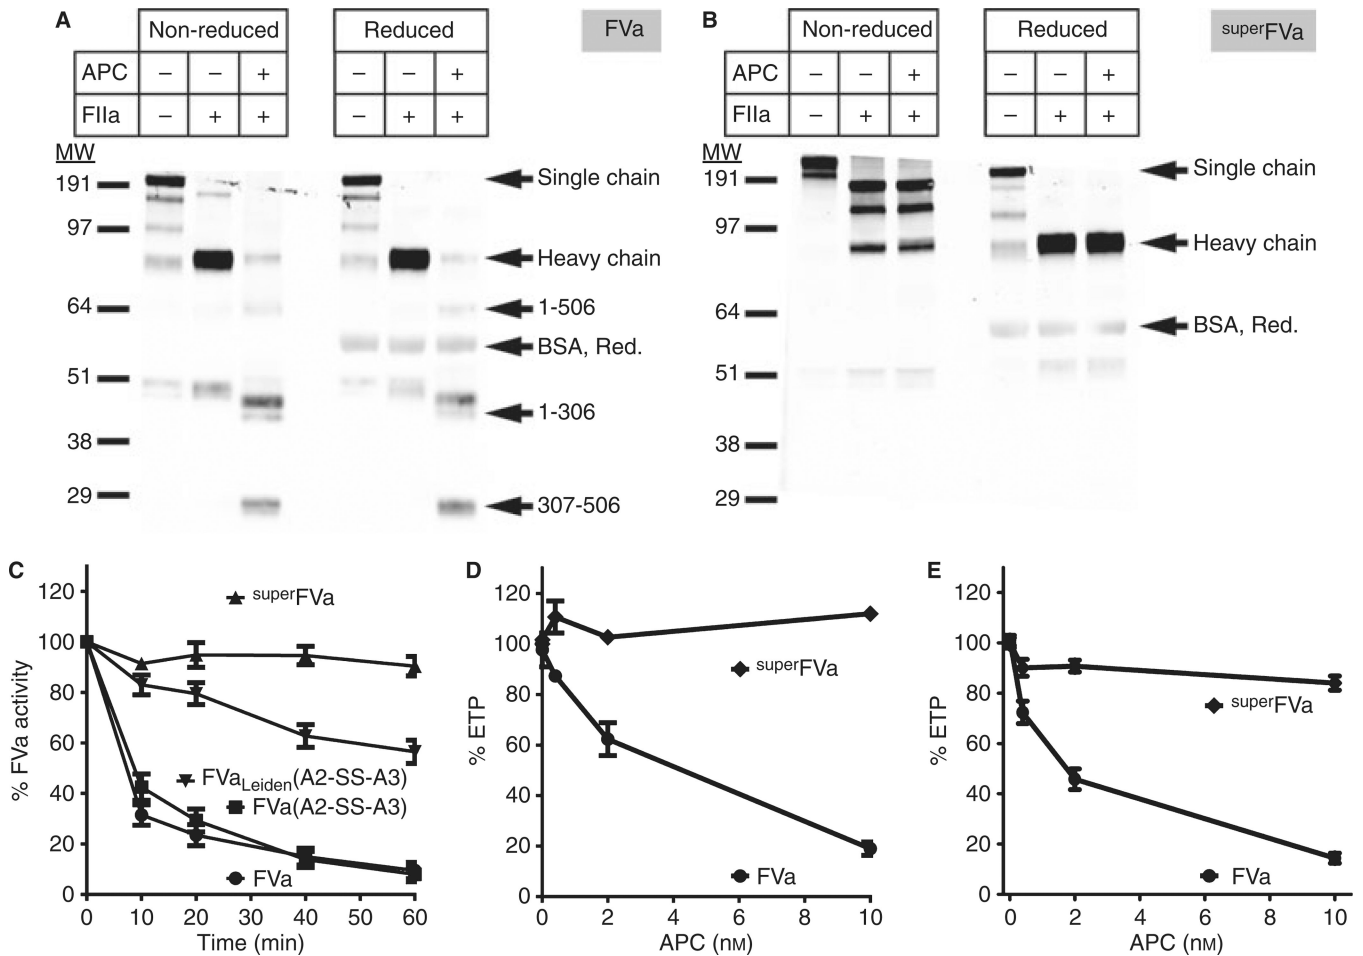 A
Non-reduced
Reduced
FVa
APC
–
–
+
–
–
+
FIIa
–
+
+
–
+
+
MW
191
97
64
51
38
29
Single chain
Heavy chain
1-506
BSA, Red.
1-306
307-506
B
Non-reduced
Reduced
superFVa
APC
–
–
+
–
–
+
FIIa
–
+
+
–
+
+
MW
191
97
64
51
38
29
Single chain
Heavy chain
BSA, Red.
C
% FVa activity
120
100
80
60
40
20
0
superFVa
FVaLeiden(A2-SS-A3)
FVa(A2-SS-A3)
FVa
0 10 20 30 40 50 60
Time (min)
D
% ETP
120
100
80
60
40
20
0
superFVa
FVa
0 2 4 6 8 10
APC (nM)
E
% ETP
120
100
80
60
40
20
0
superFVa
FVa
0 2 4 6 8 10
APC (nM)